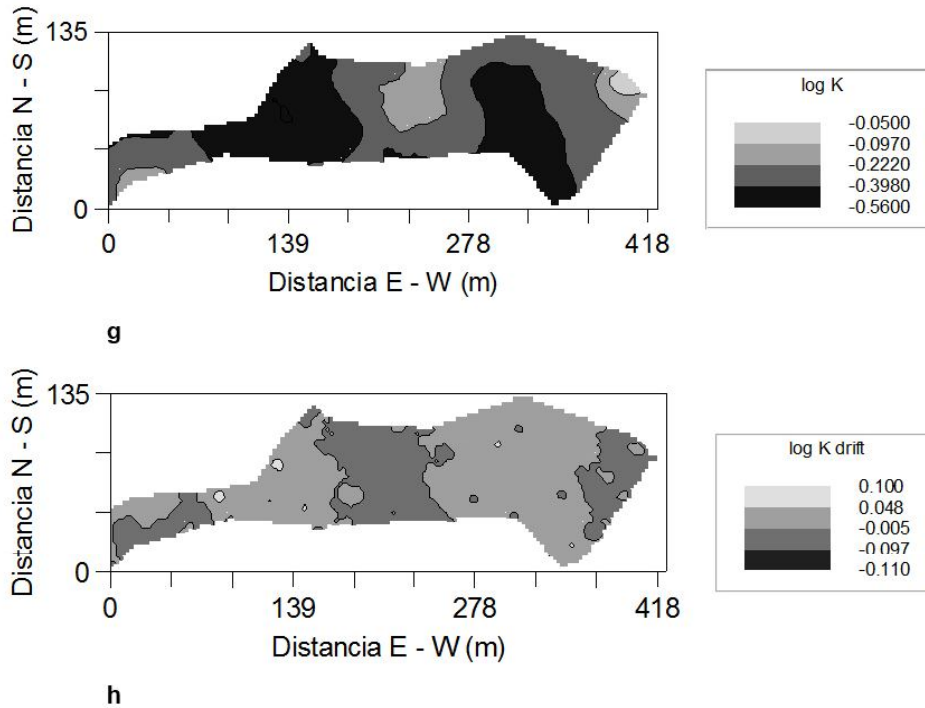 135
Distancia N - S (m)
0
0 139 278 418
Distancia E - W (m)
log K
-0.0500
-0.0970
-0.2220
-0.3980
-0.5600
g
135
Distancia N - S (m)
0
0 139 278 418
Distancia E - W (m)
log K drift
0.100
0.048
-0.005
-0.097
-0.110
h